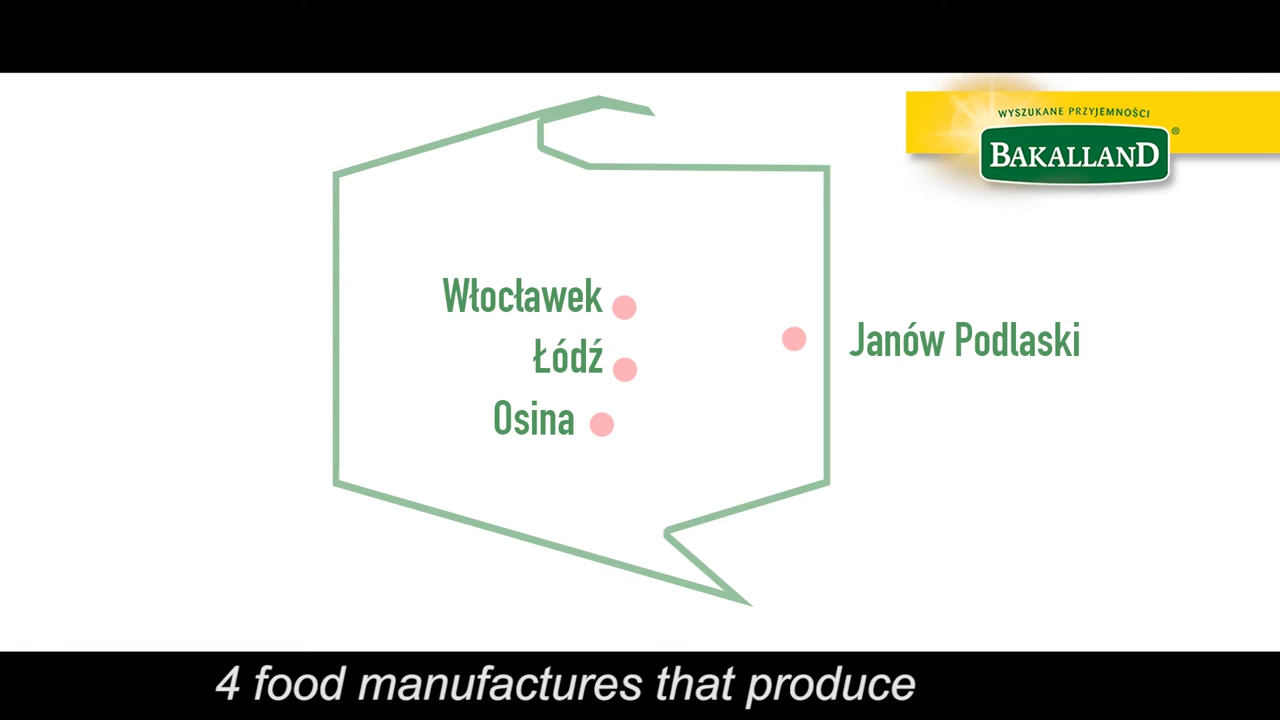 WYSZUKANE PRZYJEMNOŚCI
BAKALLAND®
Włocławek
Łódź
Osina
Janów Podlaski
4 food manufactures that produce